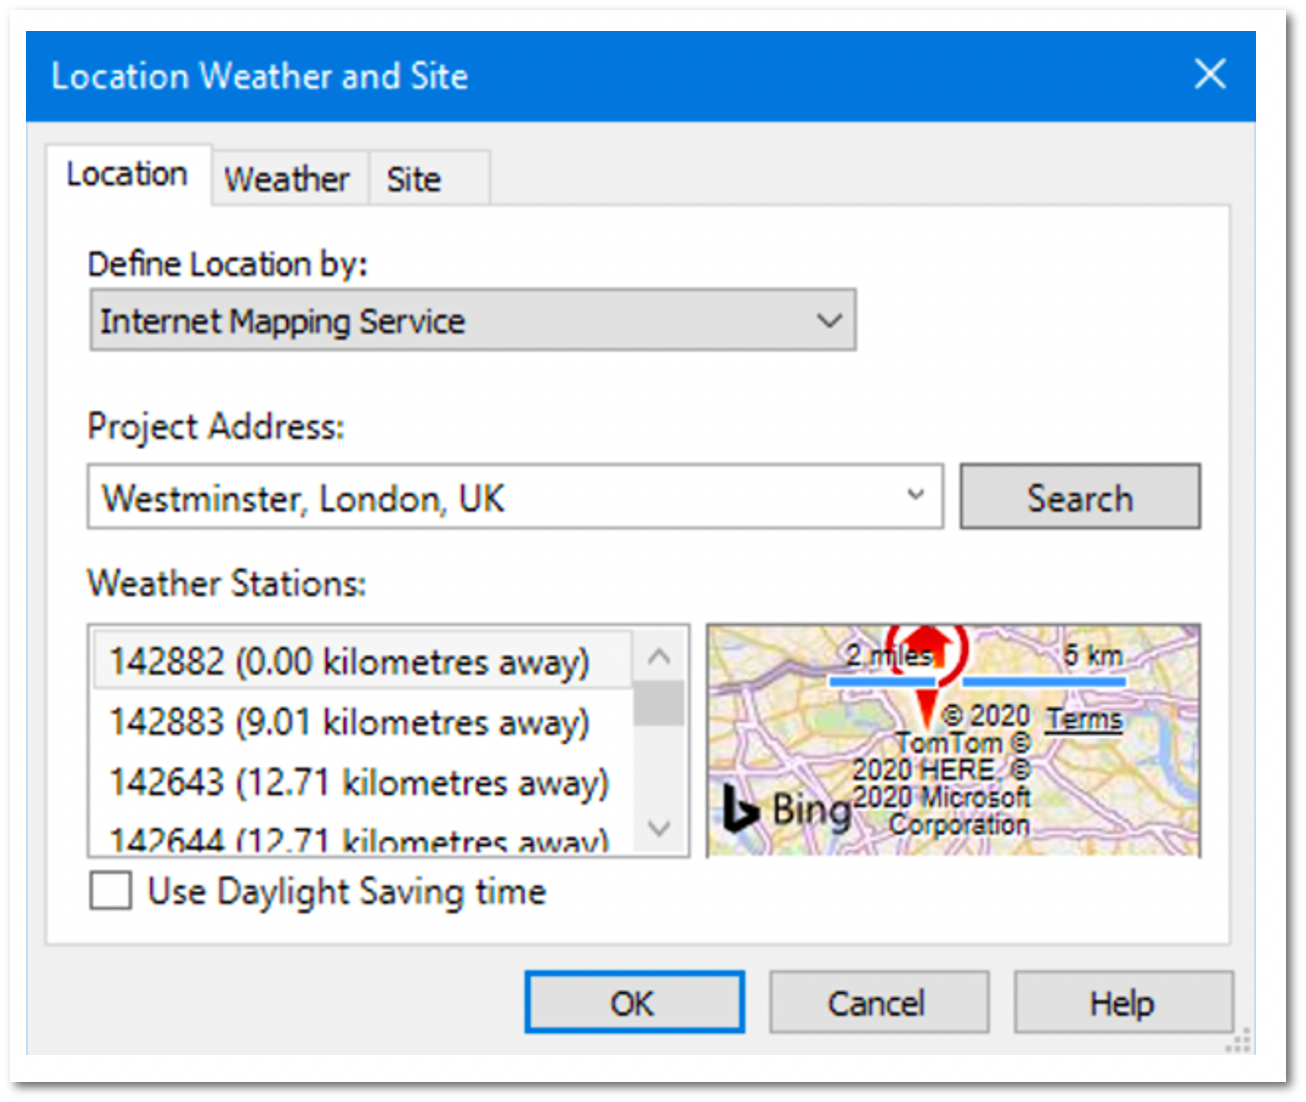 Location Weather and Site
Location
Weather
Site
Define Location by:
Internet Mapping Service
Project Address:
Westminster, London, UK
Search
Weather Stations:
142882 (0.00 kilometres away)
142883 (9.01 kilometres away)
142643 (12.71 kilometres away)
142644 (12.71 kilometres away)
2 miles
5 km
© 2020
Terms
TomTom ©
2020 HERE, ©
2020 Microsoft
Corporation
Bing
Use Daylight Saving time
OK
Cancel
Help